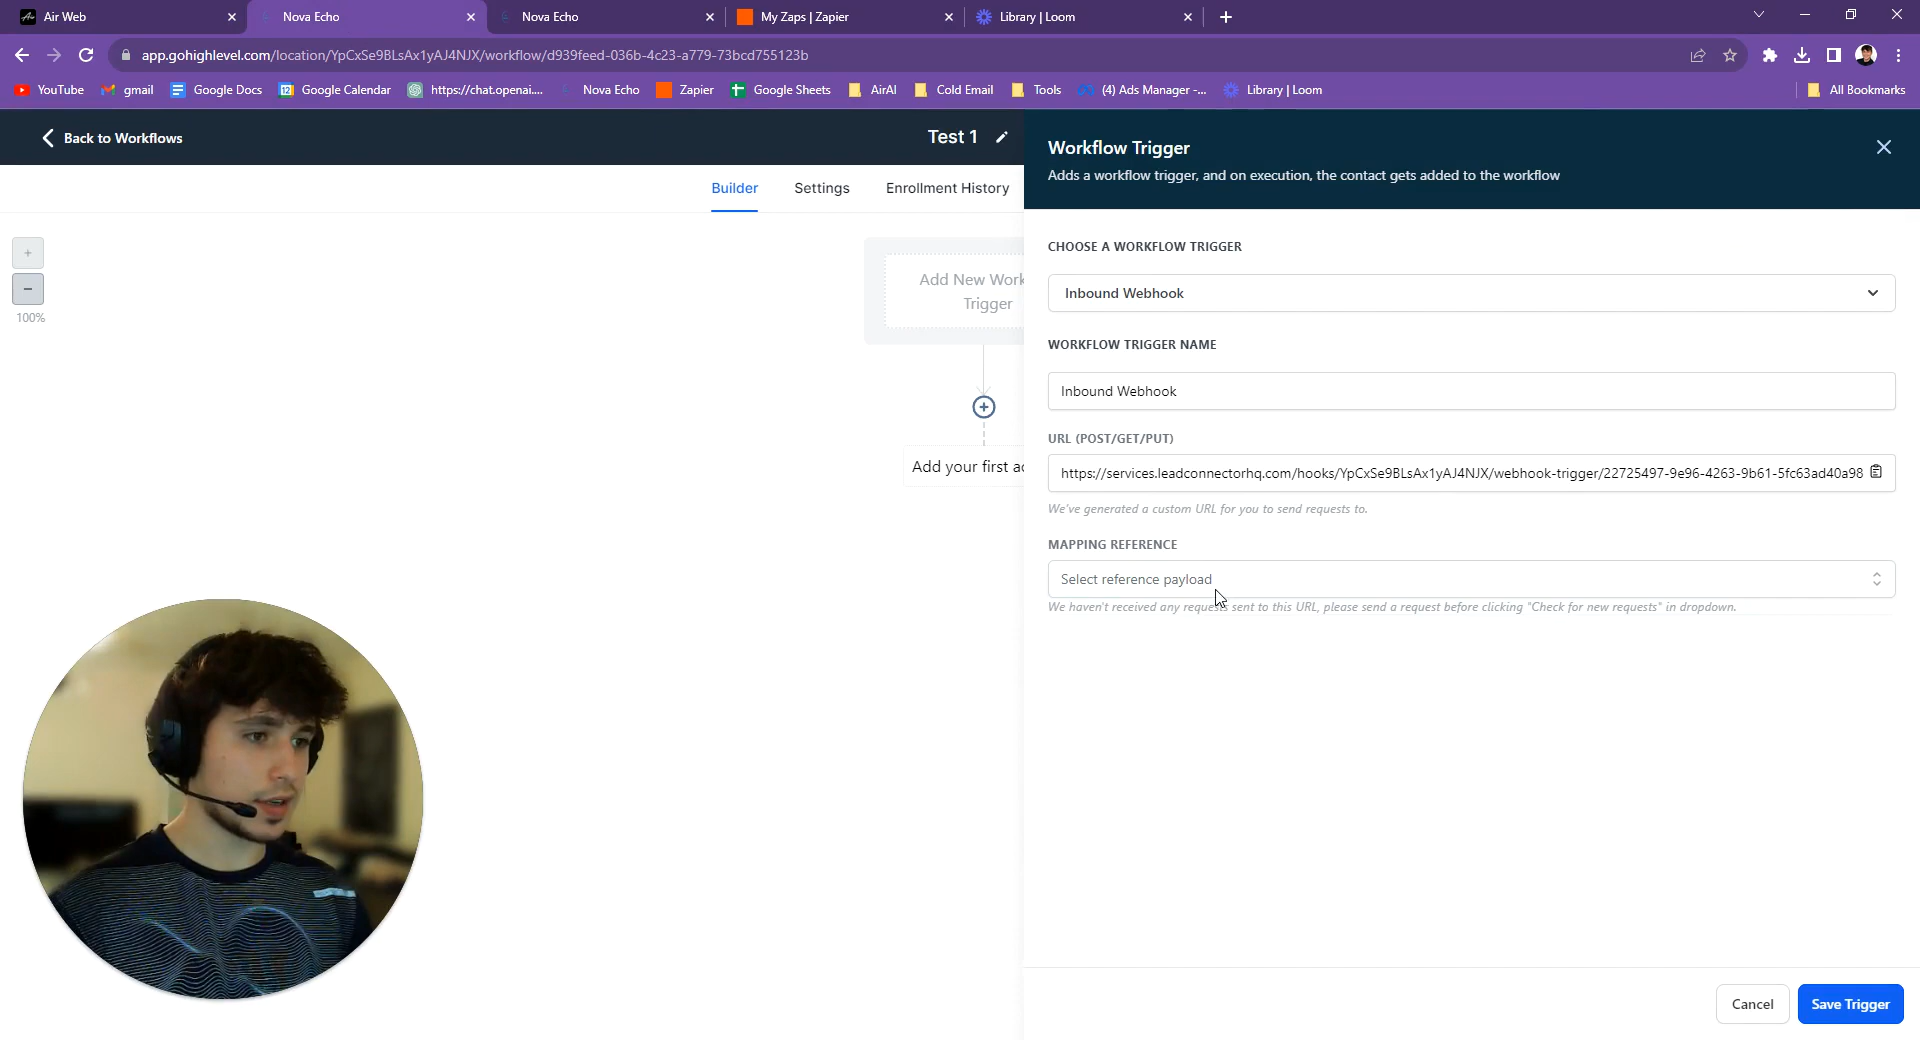 Air Web
Nova Echo
Nova Echo
My Zaps | Zapier
Library | Loom
app.gohighlevel.com/location/YpCxSe9BLsAx1yAJ4NJX/workflow/d939feed-036b-4c23-a779-73bcd755123b
YouTube
gmail
Google Docs
Google Calendar
https://chat.openai....
Nova Echo
Zapier
Google Sheets
AirAI
Cold Email
Tools
(4) Ads Manager -...
Library | Loom
All Bookmarks
Back to Workflows
Test 1
Builder
Settings
Enrollment History
100%
Add New Work
Trigger
Add your first ac
Workflow Trigger
Adds a workflow trigger, and on execution, the contact gets added to the workflow
CHOOSE A WORKFLOW TRIGGER
Inbound Webhook
WORKFLOW TRIGGER NAME
Inbound Webhook
URL (POST/GET/PUT)
https://services.leadconnectorhq.com/hooks/YpCxSe9BLsAx1yAJ4NJX/webhook-trigger/22725497-9e96-4263-9b61-5fc63ad40a98
We've generated a custom URL for you to send requests to.
MAPPING REFERENCE
Select reference payload
We haven't received any requests sent to this URL, please send a request before clicking "Check for new requests" in dropdown.
Cancel
Save Trigger